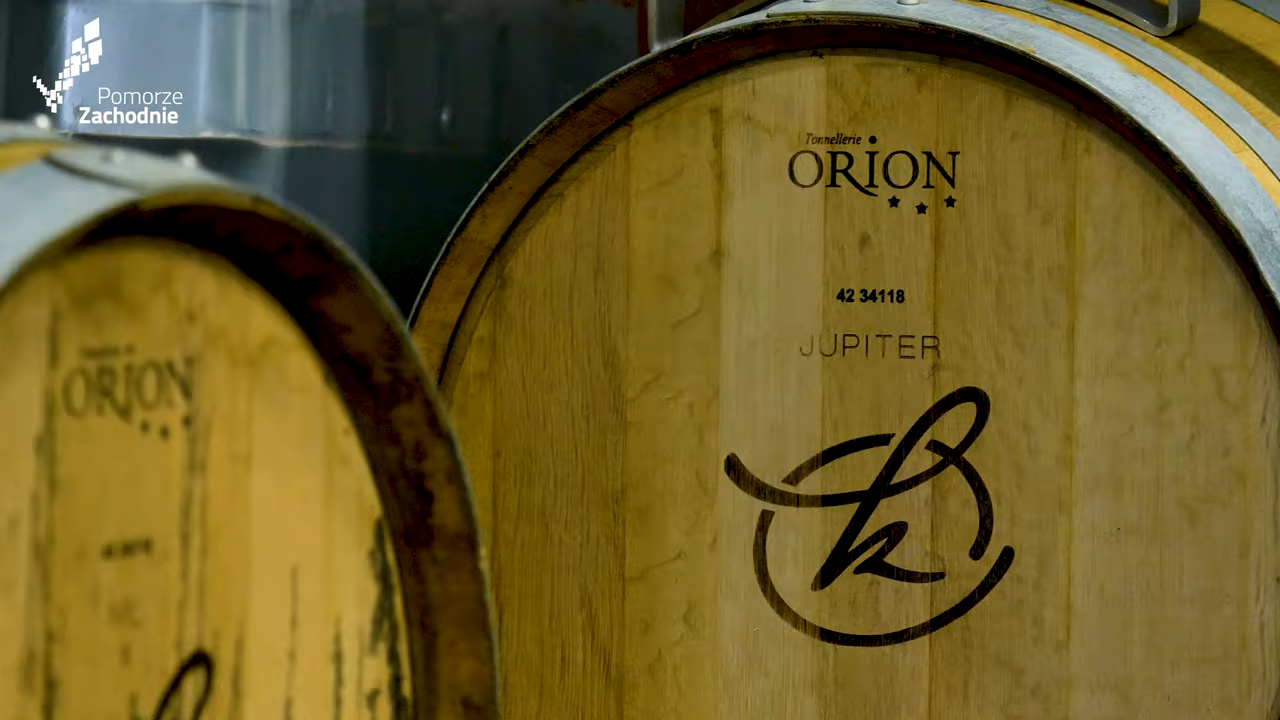 Pomorze
Zachodnie
Tonnellerie
ORION
42 34118
JUPITER
k
ORION